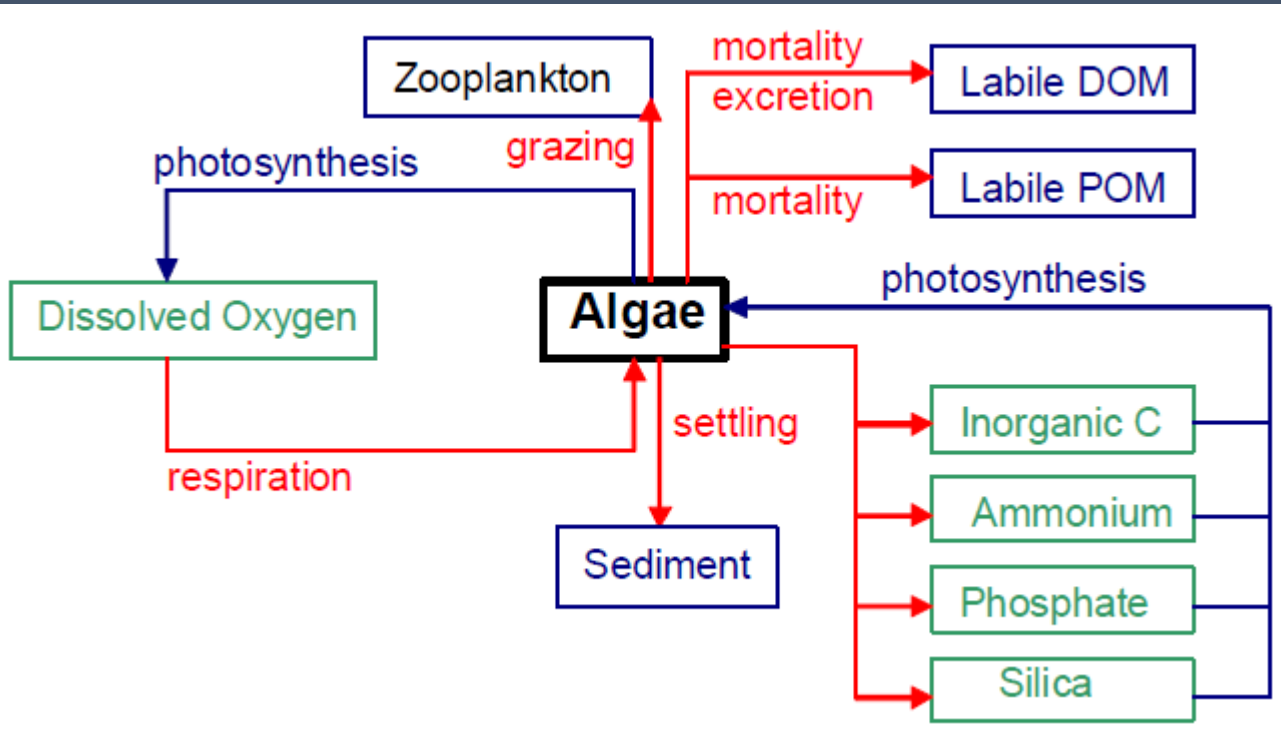 mortality
Zooplankton
Labile DOM
excretion
grazing
photosynthesis
Labile POM
mortality
photosynthesis
Dissolved Oxygen
Algae
settling
Inorganic C
respiration
Ammonium
Sediment
Phosphate
Silica